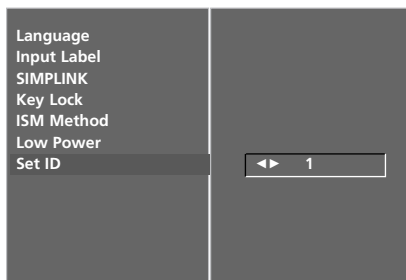 Language
Input Label
SIMPLINK
Key Lock
ISM Method
Low Power
Set ID
◄► 1